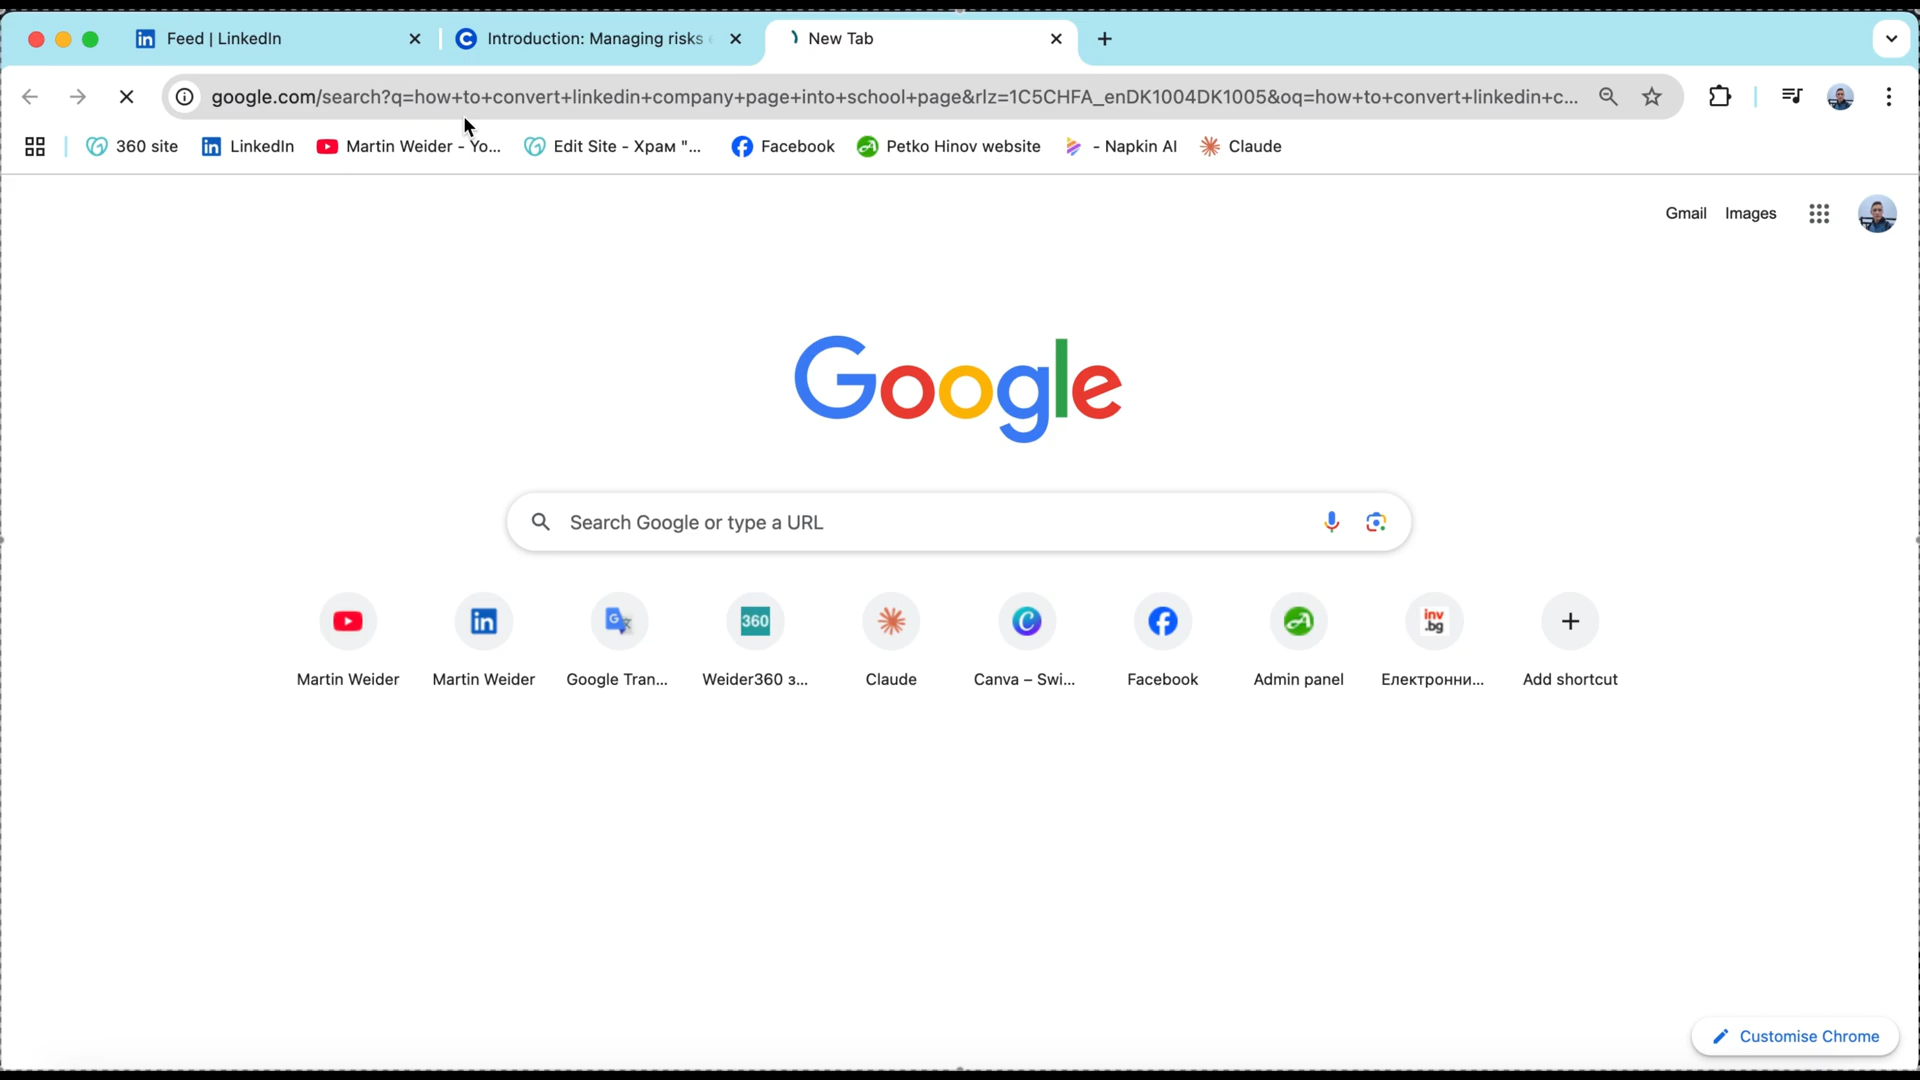 Feed | LinkedIn
Introduction: Managing risks
New Tab
google.com/search?q=how+to+convert+linkedin+company+page+into+school+page&rlz=1C5CHFA_enDK1004DK1005&oq=how+to+convert+linkedin+c...
360 site
LinkedIn
Martin Weider - Yo...
Edit Site - Храм "...
Facebook
Petko Hinov website
- Napkin AI
Claude
Gmail
Images
Google
Search Google or type a URL
360
inv
.bg
Martin Weider
Martin Weider
Google Tran...
Weider360 з...
Claude
Canva – Swi...
Facebook
Admin panel
Електронни...
Add shortcut
Customise Chrome